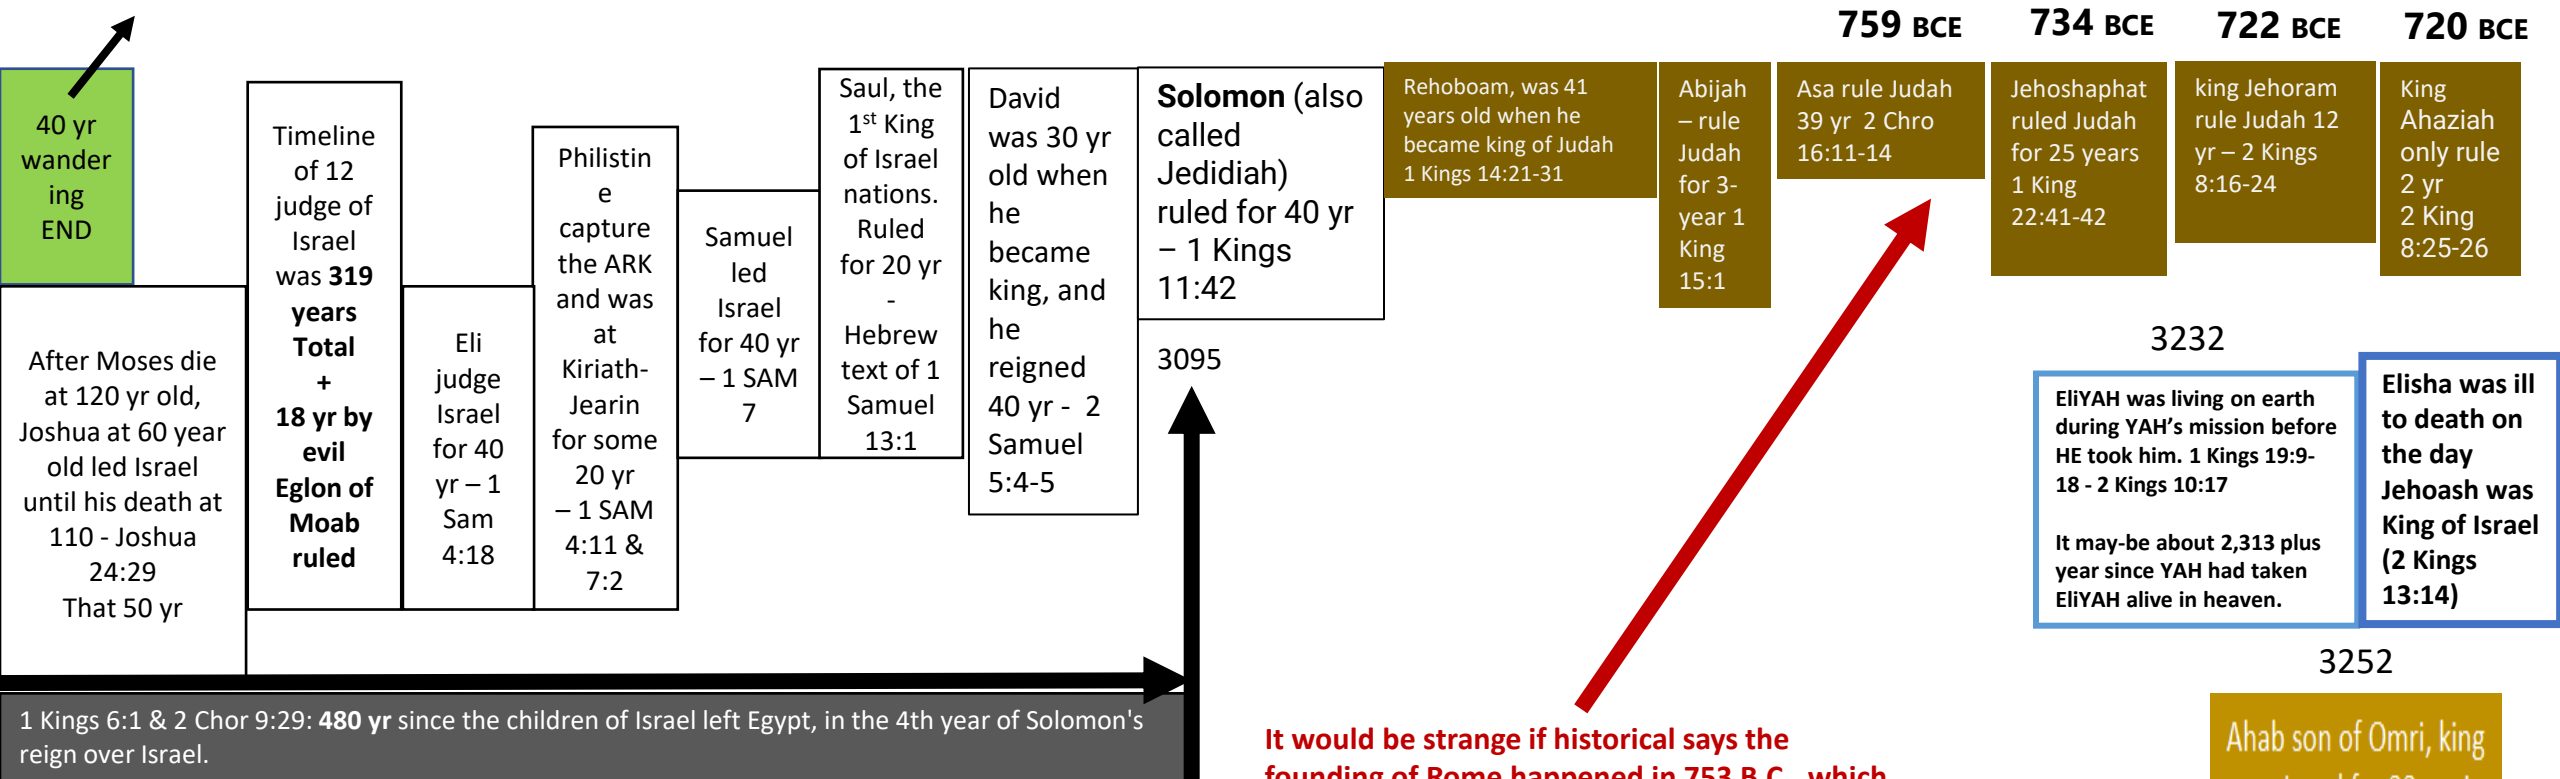 759 BCE
734 BCE
722 BCE
720 BCE
40 yr
wander
ing
END
After Moses die
at 120 yr old,
Joshua at 60 year
old led Israel
until his death at
110 - Joshua
24:29
That 50 yr
Timeline
of 12
judge of
Israel
was 319
years
Total
+
18 yr by
evil
Eglon of
Moab
ruled
Eli
judge
Israel
for 40
yr – 1
Sam
4:18
Philistin
e
capture
the ARK
and was
at
Kiriath-
Jearin
for some
20 yr
– 1 SAM
4:11 &
7:2
Samuel
led
Israel
for 40 yr
– 1 SAM
7
Saul, the
1st King
of Israel
nations.
Ruled
for 20 yr
-
Hebrew
text of 1
Samuel
13:1
David
was 30 yr
old when
he
became
king, and
he
reigned
40 yr - 2
Samuel
5:4-5
Solomon (also
called
Jedidiah)
ruled for 40 yr
– 1 Kings
11:42
3095
Rehoboam, was 41
years old when he
became king of Judah
1 Kings 14:21-31
Abijah
– rule
Judah
for 3-
year 1
King
15:1
Asa rule Judah
39 yr 2 Chro
16:11-14
Jehoshaphat
ruled Judah
for 25 years
1 King
22:41-42
king Jehoram
rule Judah 12
yr – 2 Kings
8:16-24
King
Ahaziah
only rule
2 yr
2 King
8:25-26
3232
EliYAH was living on earth
during YAH's mission before
HE took him. 1 Kings 19:9-
18 - 2 Kings 10:17
It may-be about 2,313 plus
year since YAH had taken
EliYAH alive in heaven.
Elisha was ill
to death on
the day
Jehoash was
King of Israel
(2 Kings
13:14)
3252
1 Kings 6:1 & 2 Chor 9:29: 480 yr since the children of Israel left Egypt, in the 4th year of Solomon's
reign over Israel.
It would be strange if historical says the
founding of Rome happened in 753 B.C., which
Ahab son of Omri, king